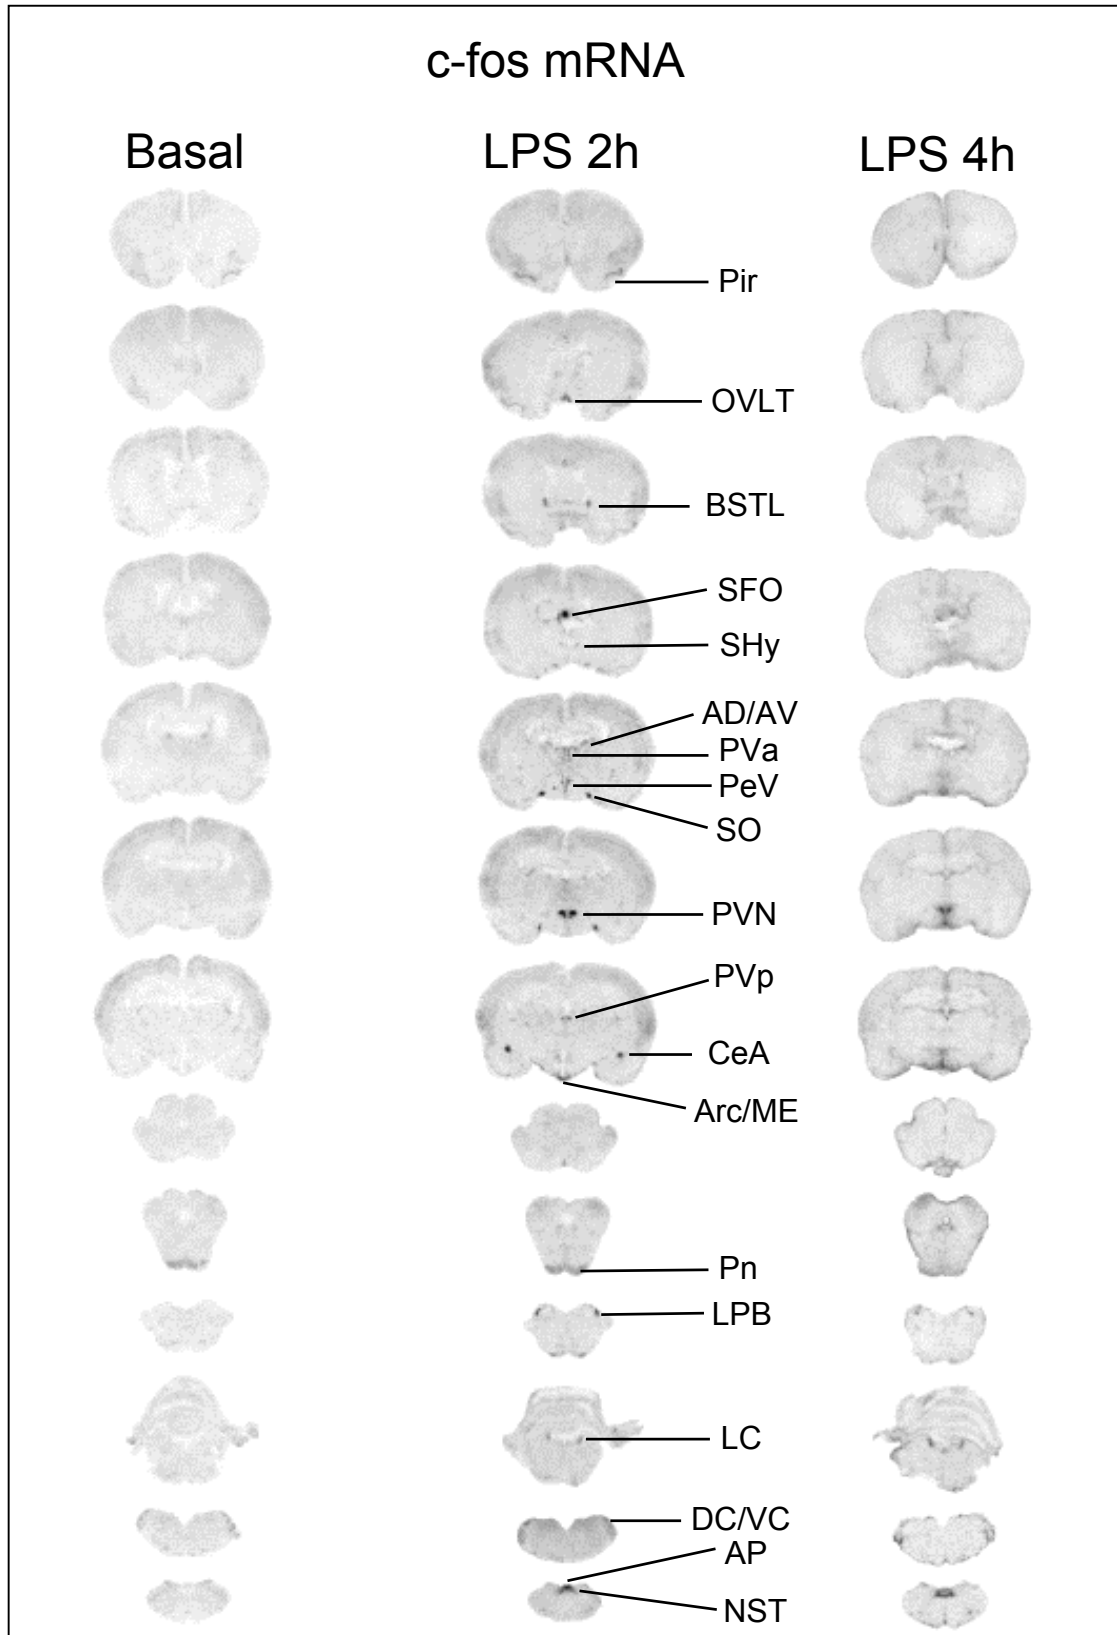 c-fos mRNA
Basal
LPS 2h
LPS 4h
Pir
OVLT
BSTL
SFO
SHy
AD/AV
PVa
PeV
SO
PVN
PVp
CeA
Arc/ME
Pn
LPB
LC
DC/VC
AP
NST